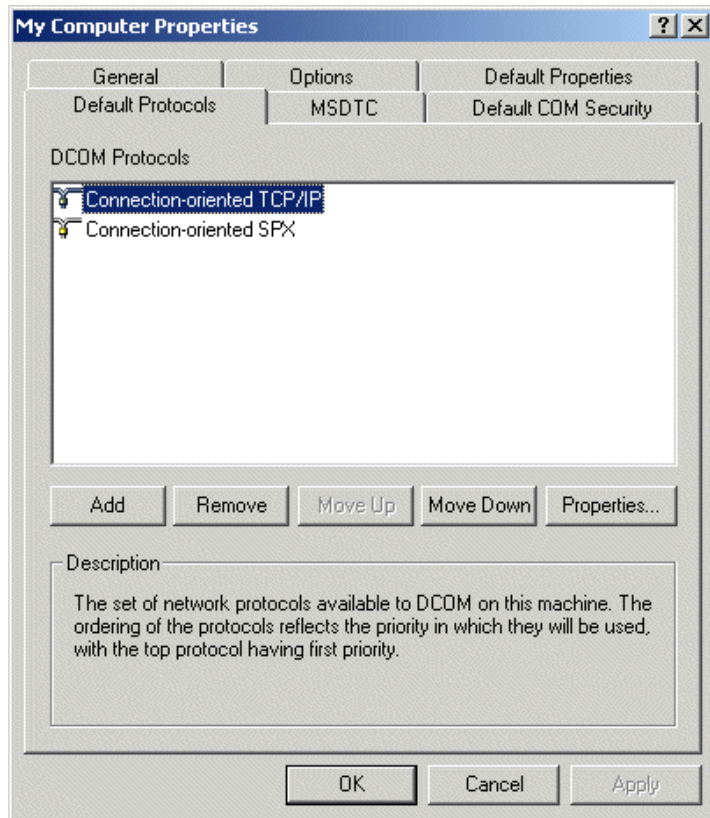 My Computer Properties
General
Options
Default Properties
Default Protocols
MSDTC
Default COM Security
DCOM Protocols
Connection-oriented TCP/IP
Connection-oriented SPX
Add
Remove
Move Up
Move Down
Properties...
Description
The set of network protocols available to DCOM on this machine. The
ordering of the protocols reflects the priority in which they will be used,
with the top protocol having first priority.
OK
Cancel
Apply